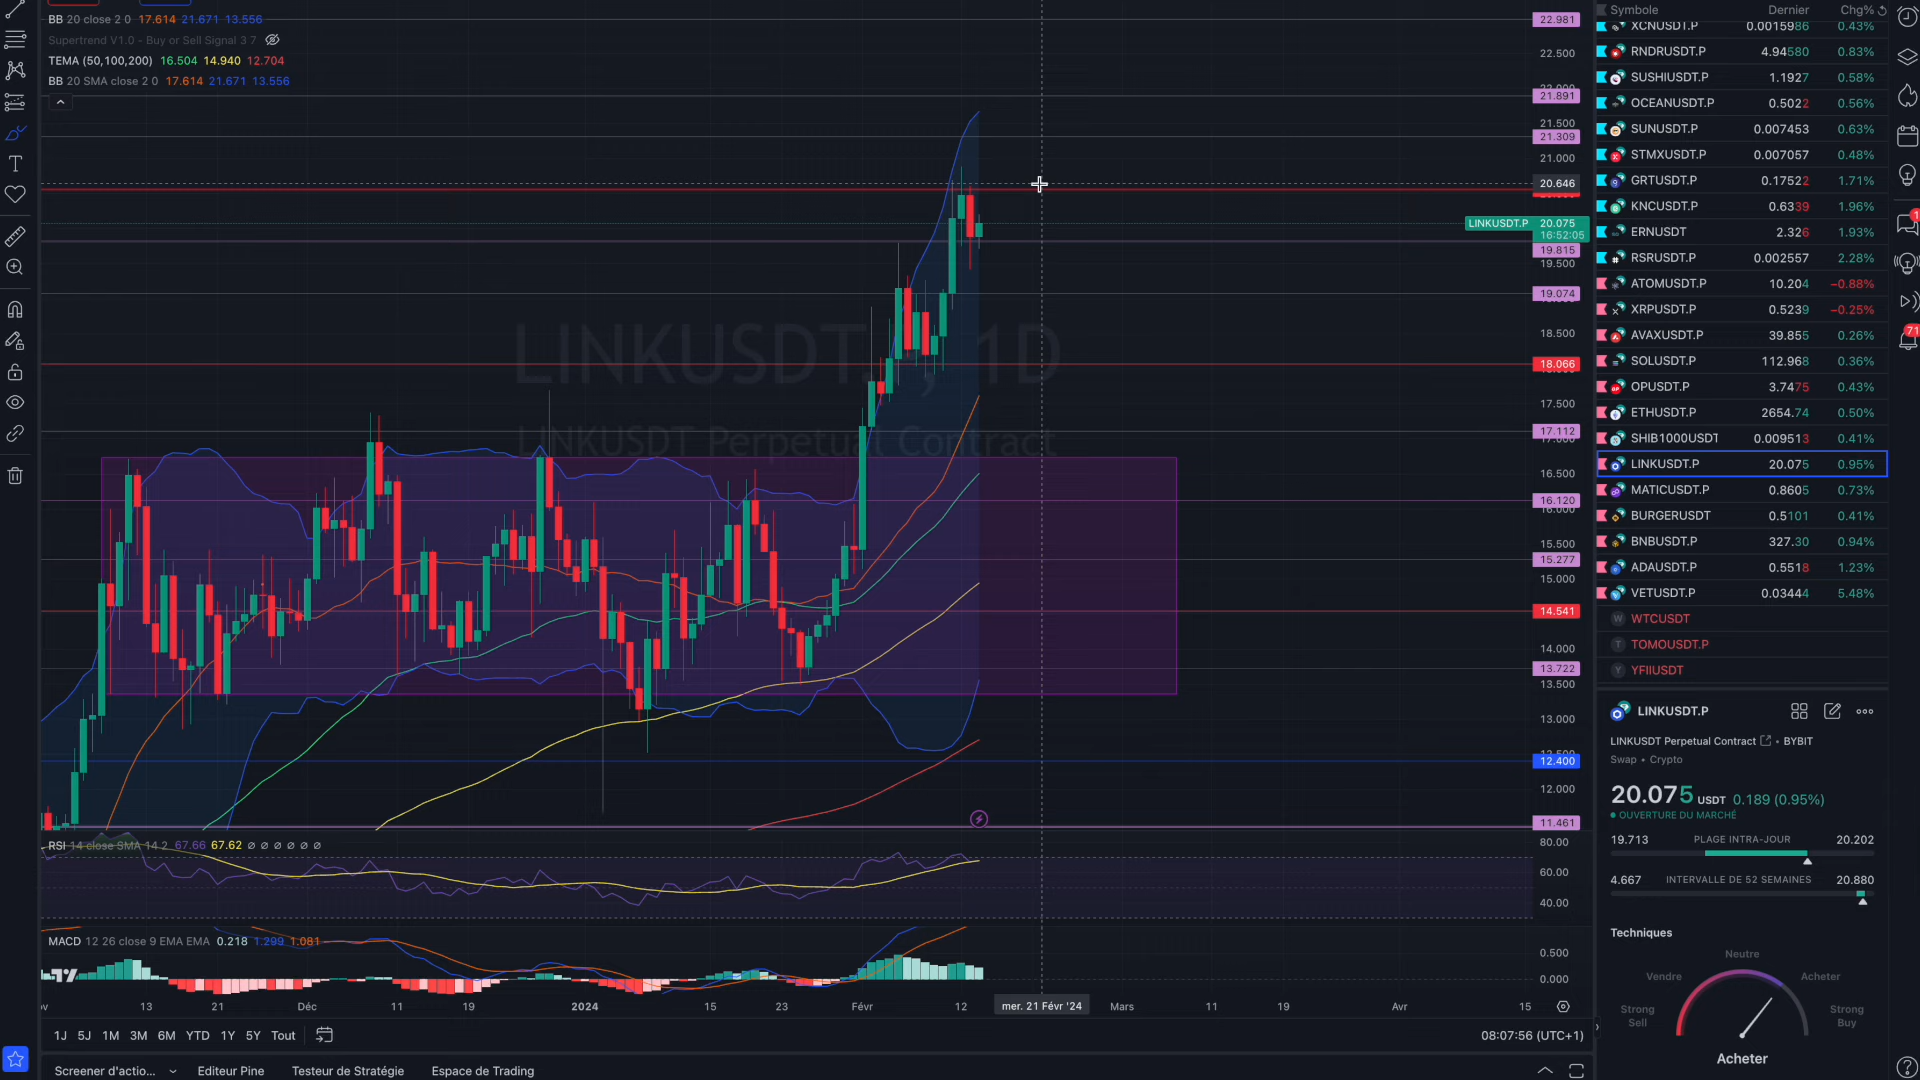 BB 20 close 2 0 17.614 21.671 13.556
Supertrend V1.0 - Buy or Sell Signal 3 7
TEMA (50,100,200) 16.504 14.940 12.704
BB 20 SMA close 2 0 17.614 21.671 13.556
LINKUSDT.P, 1D
LINKUSDT Perpetual Contract
22.981
22.500
21.891
21.500
21.309
21.000
20.646
LINKUSDT.P 20.075
16:52:05
19.815
19.500
19.074
18.500
18.066
17.500
17.112
16.500
16.120
16.000
15.500
15.277
15.000
14.541
14.000
13.722
13.500
13.000
12.400
12.000
11.461
RSI 14 close SMA 14 2 67.66 67.62 ∅ ∅ ∅ ∅ ∅ ∅
80.00
60.00
40.00
MACD 12 26 close 9 EMA EMA 0.218 1.299 1.081
0.500
0.000
13 21 Déc 11 19 2024 15 23 Févr 12 mer. 21 Févr '24 Mars 11 19 Avr 15
1J 5J 1M 3M 6M YTD 1Y 5Y Tout
08:07:56 (UTC+1)
Screener d'actio... Editeur Pine Testeur de Stratégie Espace de Trading
Symbole Dernier Chg%
XCNUSDT.P 0.0015986 0.43%
RNDRUSDT.P 4.94580 0.83%
SUSHIUSDT.P 1.1927 0.58%
OCEANUSDT.P 0.5022 0.56%
SUNUSDT.P 0.007453 0.63%
STMXUSDT.P 0.007057 0.48%
GRTUSDT.P 0.17522 1.71%
KNCUSDT.P 0.6339 1.96%
ERNUSDT 2.326 1.93%
RSRUSDT.P 0.002557 2.28%
ATOMUSDT.P 10.204 −0.88%
XRPUSDT.P 0.5239 −0.25%
AVAXUSDT.P 39.855 0.26%
SOLUSDT.P 112.968 0.36%
OPUSDT.P 3.7475 0.43%
ETHUSDT.P 2654.74 0.50%
SHIB1000USDT 0.009513 0.41%
LINKUSDT.P 20.075 0.95%
MATICUSDT.P 0.8605 0.73%
BURGERUSDT 0.5101 0.41%
BNBUSDT.P 327.30 0.94%
ADAUSDT.P 0.5518 1.23%
VETUSDT.P 0.03444 5.48%
W WTCUSDT
T TOMOUSDT.P
Y YFIIUSDT
LINKUSDT.P
LINKUSDT Perpetual Contract • BYBIT
Swap • Crypto
20.075 USDT 0.189 (0.95%)
OUVERTURE DU MARCHÉ
19.713 PLAGE INTRA-JOUR 20.202
4.667 INTERVALLE DE 52 SEMAINES 20.880
Techniques
Neutre
Vendre Acheter
Strong Sell Strong Buy
Acheter
71